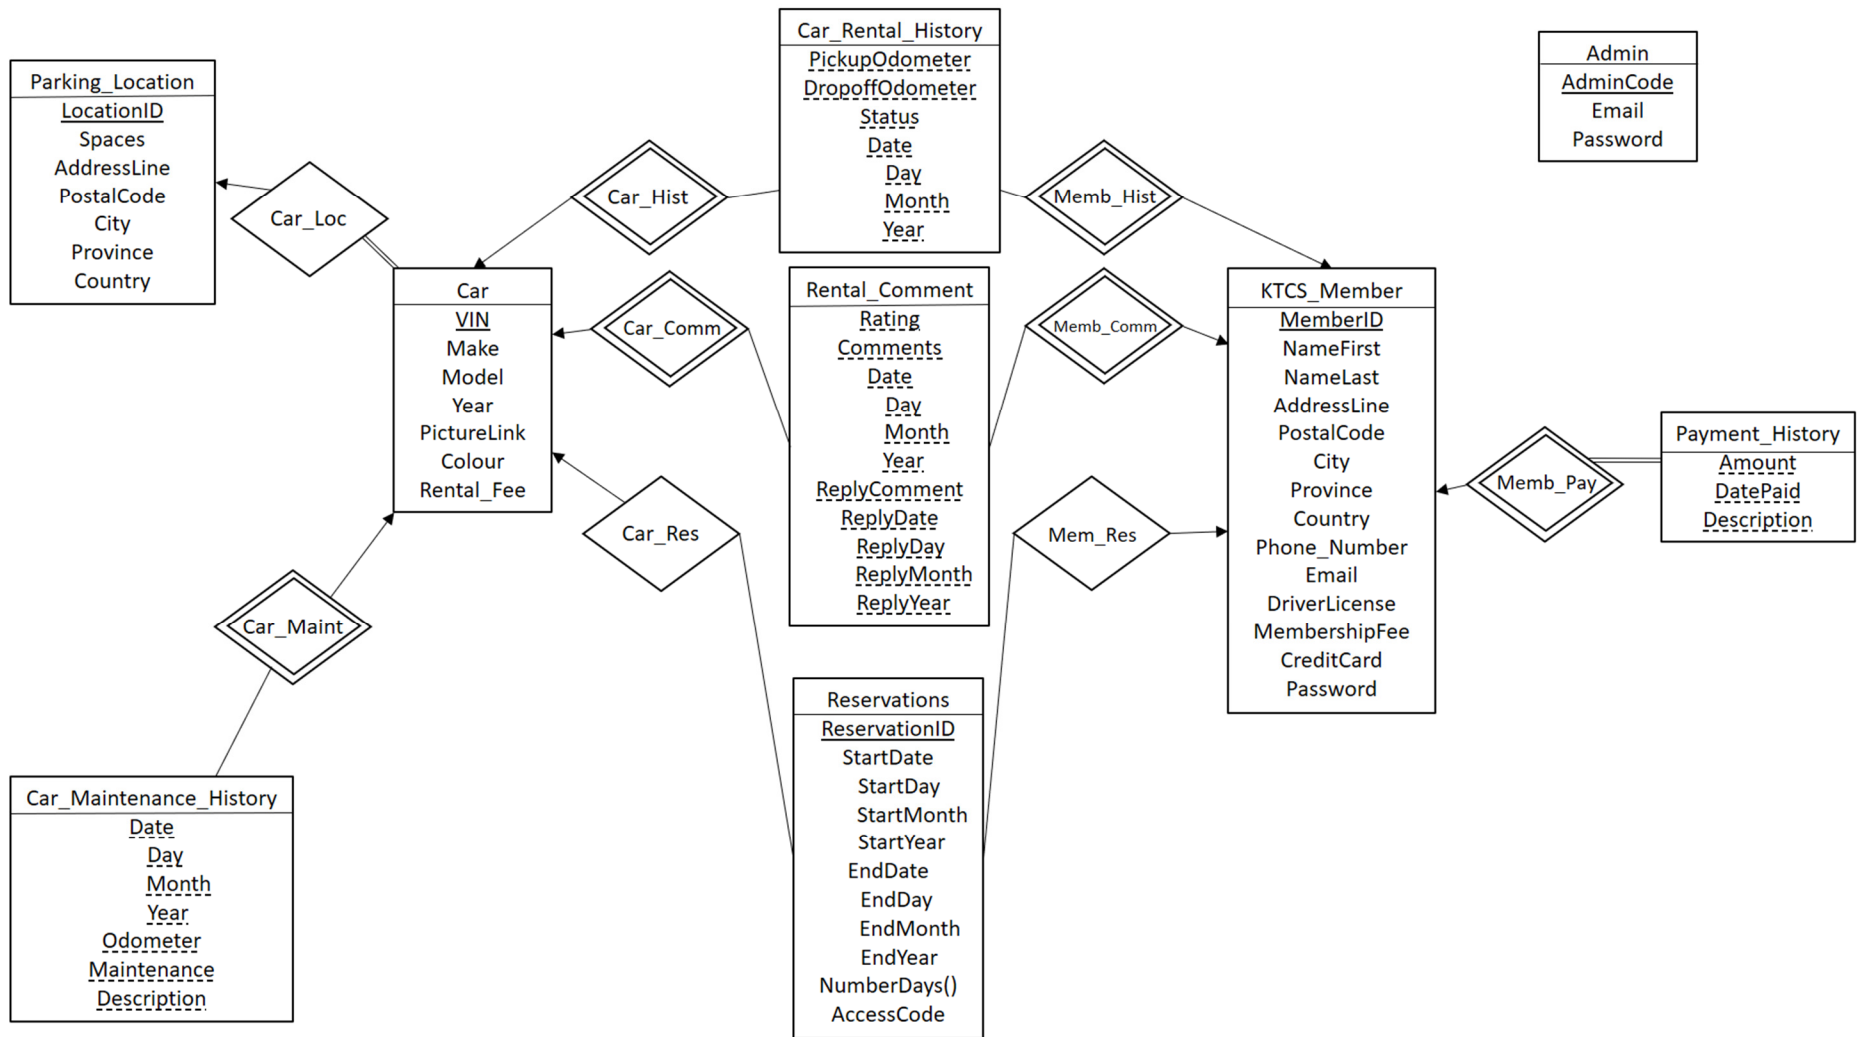 Parking_Location
LocationID
Spaces
AddressLine
PostalCode
City
Province
Country
Car_Loc
Car_Hist
Car_Rental_History
PickupOdometer
DropoffOdometer
Status
Date
Day
Month
Year
Memb_Hist
Admin
AdminCode
Email
Password
Car
VIN
Make
Model
Year
PictureLink
Colour
Rental_Fee
Car_Comm
Rental_Comment
Rating
Comments
Date
Day
Month
Year
ReplyComment
ReplyDate
ReplyDay
ReplyMonth
ReplyYear
Memb_Comm
KTCS_Member
MemberID
NameFirst
NameLast
AddressLine
PostalCode
City
Province
Country
Phone_Number
Email
DriverLicense
MembershipFee
CreditCard
Password
Memb_Pay
Payment_History
Amount
DatePaid
Description
Car_Res
Mem_Res
Car_Maint
Reservations
ReservationID
StartDate
StartDay
StartMonth
StartYear
EndDate
EndDay
EndMonth
EndYear
NumberDays()
AccessCode
Car_Maintenance_History
Date
Day
Month
Year
Odometer
Maintenance
Description